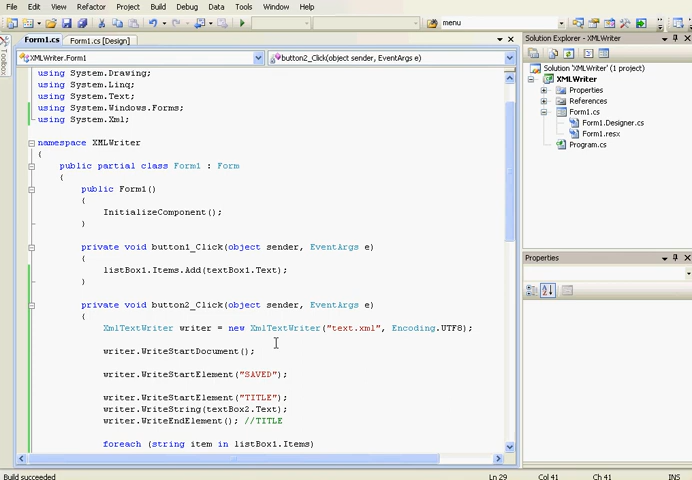 File Edit View Refactor Project Build Debug Data Tools Window Help
menu
Form1.cs Form1.cs [Design]
Toolbox
XMLWriter.Form1
button2_Click(object sender, EventArgs e)
using System.Drawing;
using System.Linq;
using System.Text;
using System.Windows.Forms;
using System.Xml;
namespace XMLWriter
{
public partial class Form1 : Form
{
public Form1()
{
InitializeComponent();
}
private void button1_Click(object sender, EventArgs e)
{
listBox1.Items.Add(textBox1.Text);
}
private void button2_Click(object sender, EventArgs e)
{
XmlTextWriter writer = new XmlTextWriter("text.xml", Encoding.UTF8);
writer.WriteStartDocument();
writer.WriteStartElement("SAVED");
writer.WriteStartElement("TITLE");
writer.WriteString(textBox2.Text);
writer.WriteEndElement(); //TITLE
foreach (string item in listBox1.Items)
Solution Explorer - XMLWriter
Solution 'XMLWriter' (1 project)
XMLWriter
Properties
References
Form1.cs
Form1.Designer.cs
Form1.resx
Program.cs
Properties
Build succeeded
Ln 29 Col 41 Ch 41 INS